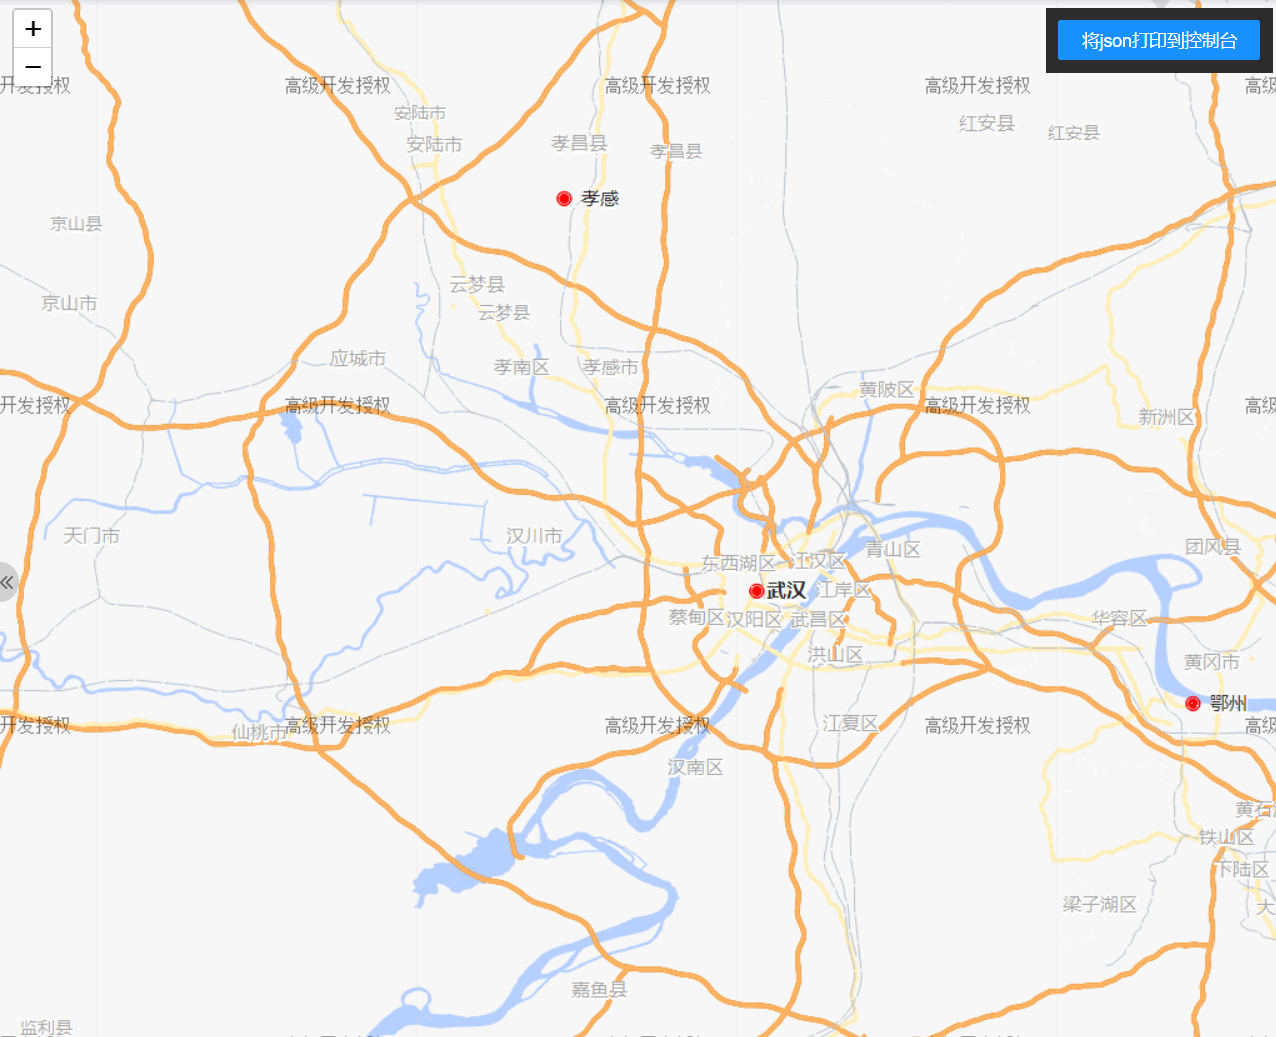 +
将json打印到控制台
−
开发授权
高级开发授权
高级开发授权
高级开发授权
高级
安陆市
红安县
红安县
安陆市
孝昌县
孝昌县
孝感
京山县
云梦县
京山市
云梦县
应城市
孝南区
孝感市
黄陂区
开发授权
高级开发授权
高级开发授权
高级开发授权
高级
新洲区
天门市
汉川市
青山区
团风县
东西湖区
江汉区
武汉
江岸区
蔡甸区
汉阳区
武昌区
华容区
洪山区
黄冈市
鄂州
开发授权
仙桃市
高级开发授权
高级开发授权
江夏区
高级开发授权
高级
汉南区
黄石
铁山区
下陆区
梁子湖区
大
嘉鱼县
监利县